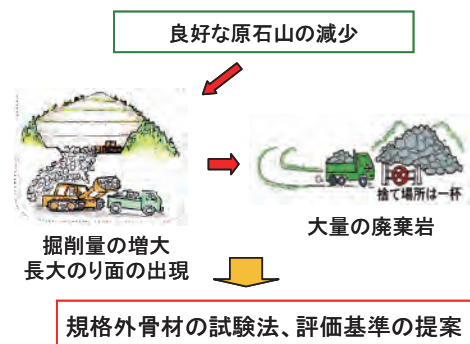 良好な原石山の減少
捨て場所は一杯
掘削量の増大
長大のり面の出現
大量の廃棄岩
規格外骨材の試験法、評価基準の提案